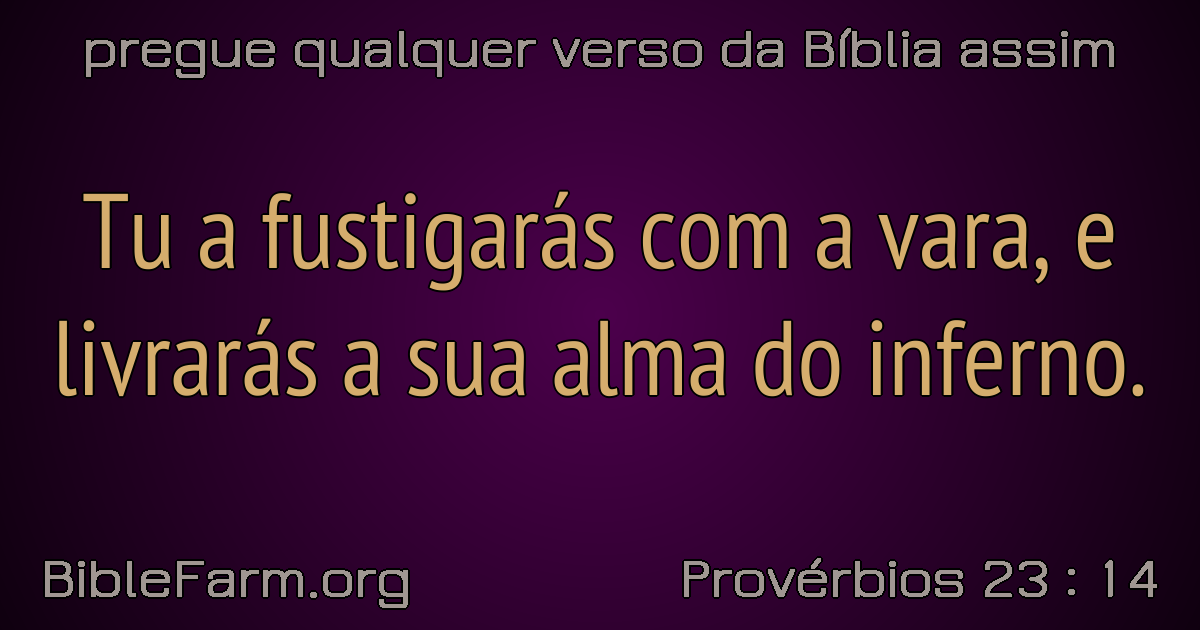 pregue qualquer verso da Bíblia assim
Tu a fustigarás com a vara, e
livrarás a sua alma do inferno.
BibleFarm.org
Provérbios 23 : 14